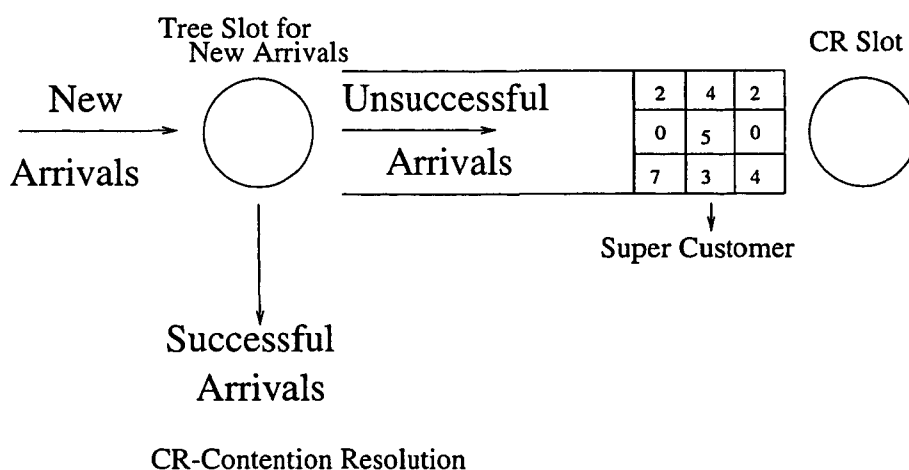 Tree Slot for
New Arrivals
CR Slot
New
Arrivals
Unsuccessful
Arrivals
2 4 2
0 5 0
7 3 4
Super Customer
Successful
Arrivals
CR-Contention Resolution